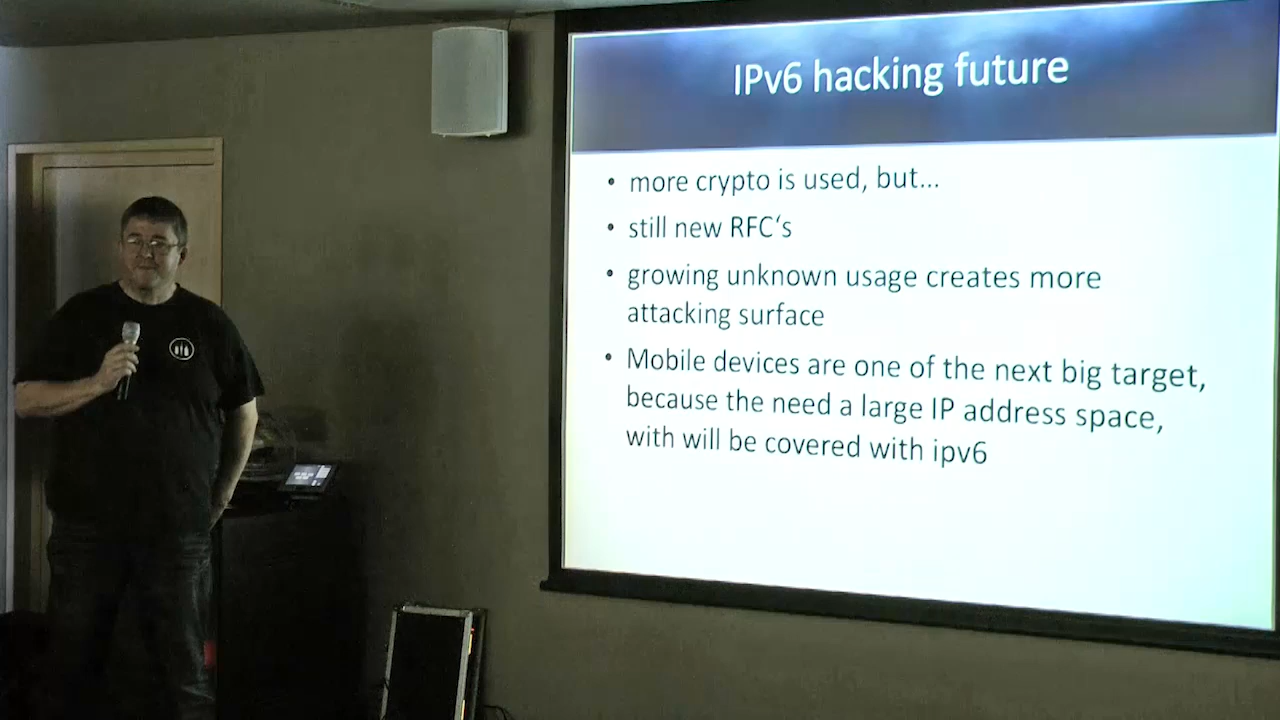 IPv6 hacking future
• more crypto is used, but...
• still new RFC‘s
• growing unknown usage creates more
attacking surface
• Mobile devices are one of the next big target,
because the need a large IP address space,
with will be covered with ipv6